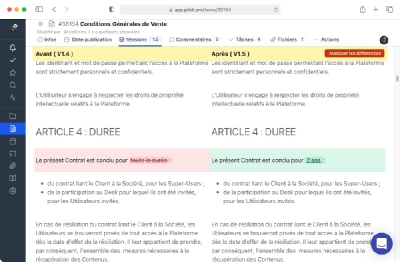 app.pilot.com/items/38154
#38154 Conditions Générales de Vente
Infos Date publication Versions 15 Commentaires Tâches 4 Fichiers 1 Actions
Avant ( V1.4 ) Après ( V1.5 ) Masquer les différences
Les identifiant et mot de passe permettant l'accès à la Plateforme Les identifiant et mot de passe permettant l'accès à la Plateforme
sont strictement personnels et confidentiels. sont strictement personnels et confidentiels.
L'Utilisateur s'engage à respecter les droits de propriété L'Utilisateur s'engage à respecter les droits de propriété
intellectuelle relatifs à la Plateforme. intellectuelle relatifs à la Plateforme.
ARTICLE 4 : DUREE ARTICLE 4 : DUREE
Le présent Contrat est conclu pour toute la durée : Le présent Contrat est conclu pour 2 ans :
• du contrat liant le Client à la Société, pour les Super-Users ; • du contrat liant le Client à la Société, pour les Super-Users ;
• de la participation au Desk pour lequel ils ont été invités, • de la participation au Desk pour lequel ils ont été invités,
pour les Utilisateurs invités. pour les Utilisateurs invités.
En cas de résiliation du contrat liant le Client à la Société, les En cas de résiliation du contrat liant le Client à la Société, les
Utilisateurs se trouveront privés de tout accès à la Plateforme Utilisateurs se trouveront privés de tout accès à la Plateforme
dès la date d'effet de la résiliation. Il leur appartient de prendre, dès la date d'effet de la résiliation. Il leur appartient de prendre,
par conséquent, l'ensemble des mesures nécessaires à la par conséquent, l'ensemble des mesures nécessaires à la
récupération des Contenus. récupération des Contenus.